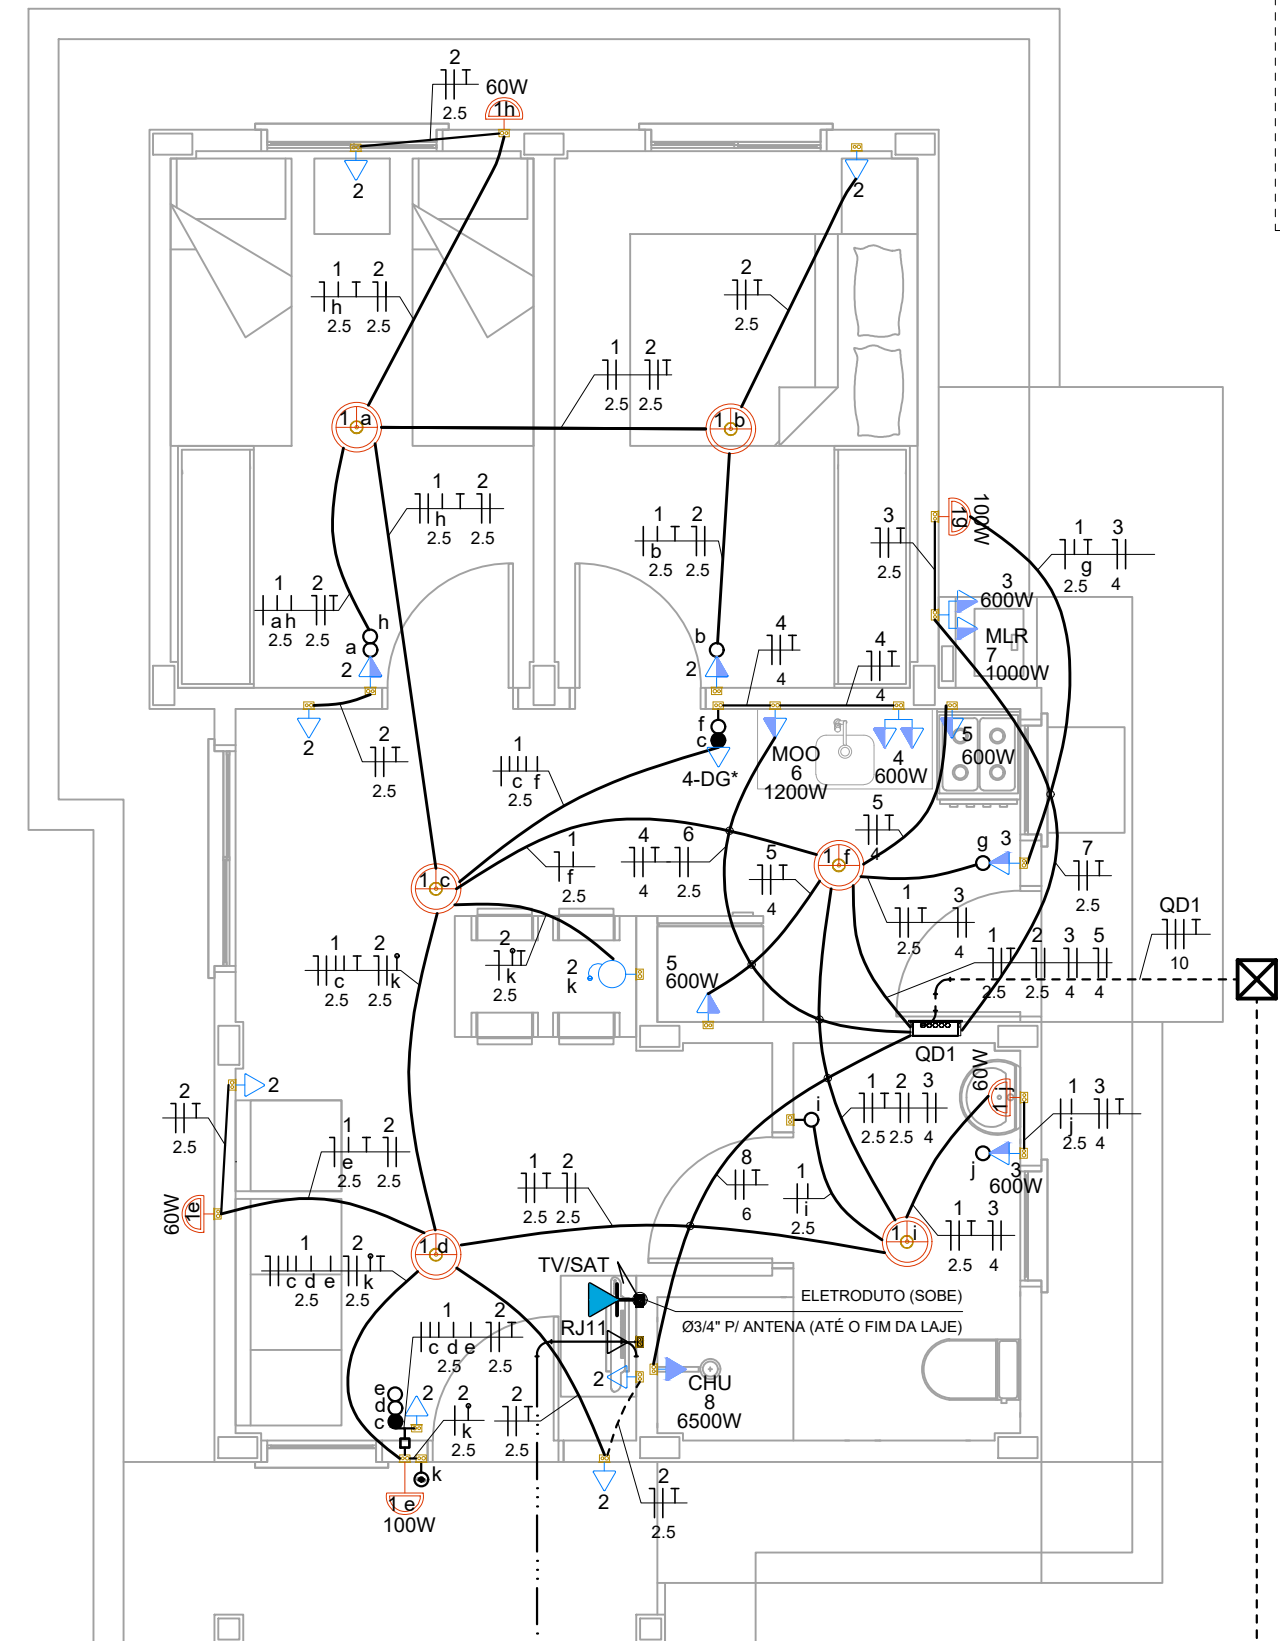 2
2.5
60W
1h
2
2
1 2
h
2.5 2.5
2
2.5
1 2
2.5 2.5
1 a
1 b
1 2
h
2.5 2.5
1 2
b
2.5 2.5
3
2.5
1g
100W
1 3
g
2.5 4
1 2
a h
2.5 2.5
h
a
2
b
2
4
4
4
4
3
600W
MLR
7
1000W
2
2
2.5
f
c
4-DG*
1
c f
2.5
MOO
6
1200W
4
600W
5
600W
5
4
1
f
2.5
4 6
4 2.5
5
4
1 f
g 3
7
2.5
1 c
1 3
2.5 4
QD1
10
1 2 3 5
2.5 2.5 4 4
1 2
c k
2.5 2.5
2
k
2.5
2
k
5
600W
QD1
2
2
2.5
1 2
e
2.5 2.5
1 2 3
2.5 2.5 4
60W
1 j
1 3
j
2.5 4
i
j 3
600W
8
6
1
i
2.5
1 2
2.5 2.5
60W
1e
1 d
1 i
1 3
2.5 4
1 2
c d e k
2.5 2.5
TV/SAT
ELETRODUTO (SOBE)
RJ11
Ø3/4" P/ ANTENA (ATÉ O FIM DA LAJE)
1 2
c d e
2.5 2.5
2
CHU
8
6500W
e
d
c
2
2
k
2.5
2
2.5
k
1 e
100W
2
2
2.5